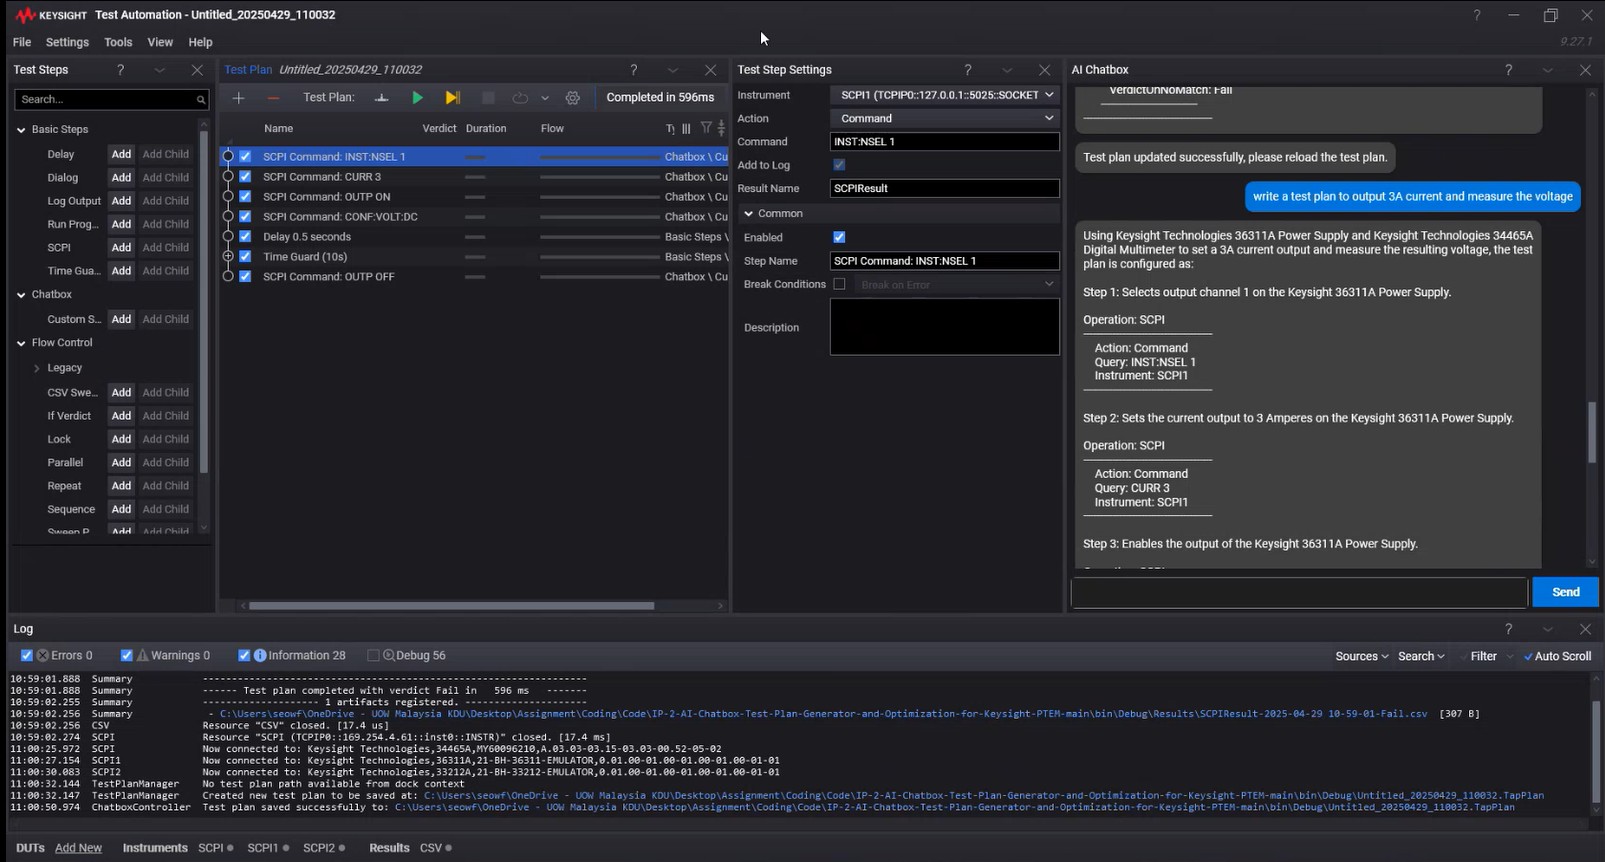 KEYSIGHT Test Automation - Untitled_20250429_110032
File Settings Tools View Help
9.27.1
Test Steps
Search...
Basic Steps
Delay Add Add Child
Dialog Add Add Child
Log Output Add Add Child
Run Prog... Add Add Child
SCPI Add Add Child
Time Gua... Add Add Child
Chatbox
Custom S... Add Add Child
Flow Control
Legacy
CSV Swe... Add Add Child
If Verdict Add Add Child
Lock Add Add Child
Parallel Add Add Child
Repeat Add Add Child
Sequence Add Add Child
Sweep P Add Add Child
Test Plan Untitled_20250429_110032
Test Plan: Completed in 596ms
Name Verdict Duration Flow Ty
SCPI Command: INST:NSEL 1 Chatbox \ Cu
SCPI Command: CURR 3 Chatbox \ Cu
SCPI Command: OUTP ON Chatbox \ Cu
SCPI Command: CONF:VOLT:DC Chatbox \ Cu
Delay 0.5 seconds Basic Steps \
Time Guard (10s) Basic Steps \
SCPI Command: OUTP OFF Chatbox \ Cu
Test Step Settings
Instrument SCPI1 (TCPIP0::127.0.0.1::5025::SOCKET
Action Command
Command INST:NSEL 1
Add to Log
Result Name SCPIResult
Common
Enabled
Step Name SCPI Command: INST:NSEL 1
Break Conditions Break on Error
Description
AI Chatbox
VerdictOnNoMatch: Fail
Test plan updated successfully, please reload the test plan.
write a test plan to output 3A current and measure the voltage
Using Keysight Technologies 36311A Power Supply and Keysight Technologies 34465A
Digital Multimeter to set a 3A current output and measure the resulting voltage, the test
plan is configured as:
Step 1: Selects output channel 1 on the Keysight 36311A Power Supply.
Operation: SCPI
Action: Command
Query: INST:NSEL 1
Instrument: SCPI1
Step 2: Sets the current output to 3 Amperes on the Keysight 36311A Power Supply.
Operation: SCPI
Action: Command
Query: CURR 3
Instrument: SCPI1
Step 3: Enables the output of the Keysight 36311A Power Supply.
Send
Log
Errors 0 Warnings 0 Information 28 Debug 56 Sources Search Filter Auto Scroll
10:59:01.888 Summary -----------------------------------------------------------------
10:59:01.888 Summary ------ Test plan completed with verdict Fail in 596 ms -------
10:59:02.255 Summary ------------------- 1 artifacts registered. --------------------
10:59:02.256 Summary - C:\Users\seowf\OneDrive - UOW Malaysia KDU\Desktop\Assignment\Coding\Code\IP-2-AI-Chatbox-Test-Plan-Generator-and-Optimization-for-Keysight-PTEM-main\bin\Debug\Results\SCPIResult-2025-04-29 10-59-01-Fail.csv [307 B]
10:59:02.256 CSV Resource "CSV" closed. [17.4 us]
10:59:02.274 SCPI Resource "SCPI (TCPIP0::169.254.4.61::inst0::INSTR)" closed. [17.4 ms]
11:00:25.972 SCPI Now connected to: Keysight Technologies,34465A,MY60096210,A.03.03-03.15-03.03-00.52-05-02
11:00:27.154 SCPI1 Now connected to: Keysight Technologies,36311A,21-BH-36311-EMULATOR,0.01.00-01.00-01.00-01.00-01-01
11:00:30.083 SCPI2 Now connected to: Keysight Technologies,33212A,21-BH-33212-EMULATOR,0.01.00-01.00-01.00-01.00-01-01
11:00:32.144 TestPlanManager No test plan path available from dock context
11:00:32.147 TestPlanManager Created new test plan to be saved at: C:\Users\seowf\OneDrive - UOW Malaysia KDU\Desktop\Assignment\Coding\Code\IP-2-AI-Chatbox-Test-Plan-Generator-and-Optimization-for-Keysight-PTEM-main\bin\Debug\Untitled_20250429_110032.TapPlan
11:00:50.974 ChatboxController Test plan saved successfully to: C:\Users\seowf\OneDrive - UOW Malaysia KDU\Desktop\Assignment\Coding\Code\IP-2-AI-Chatbox-Test-Plan-Generator-and-Optimization-for-Keysight-PTEM-main\bin\Debug\Untitled_20250429_110032.TapPlan
DUTs Add New Instruments SCPI SCPI1 SCPI2 Results CSV